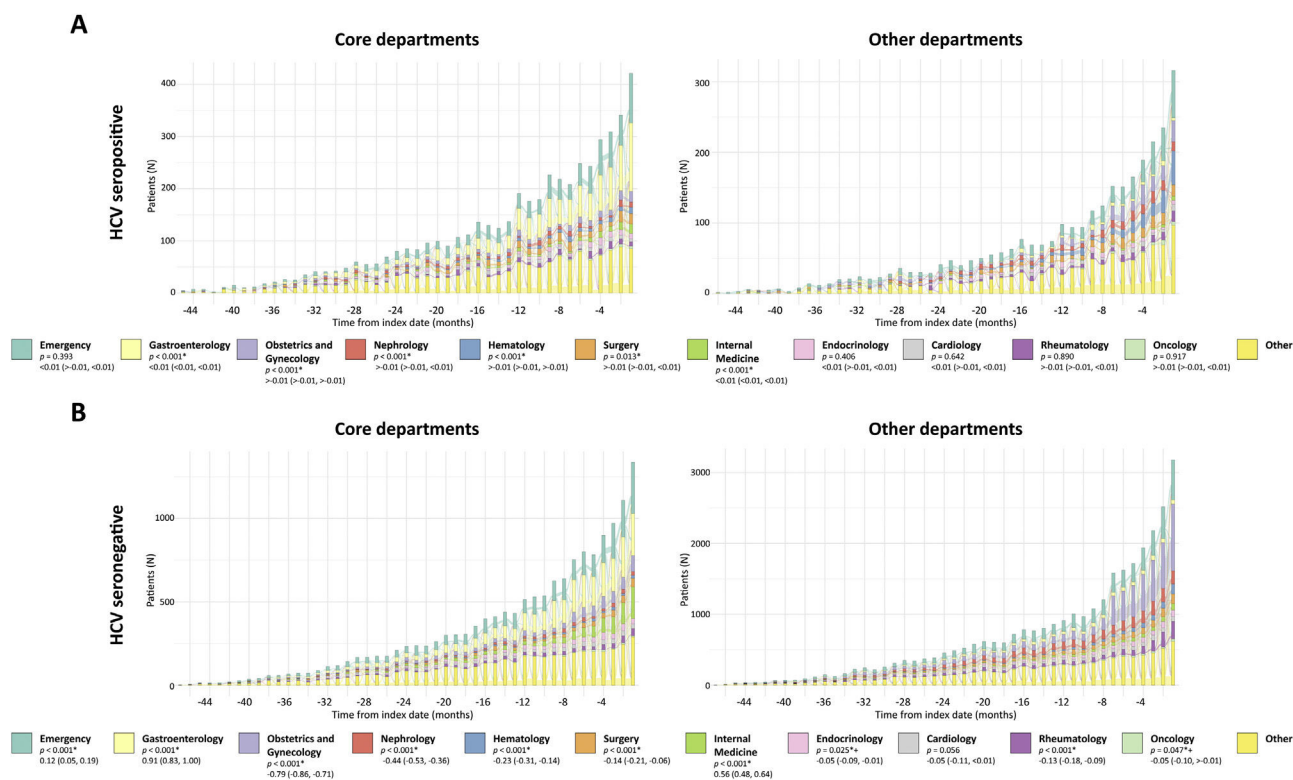 A
Core departments
Other departments
HCV seropositive
Patients (N)
400
300
200
100
0
-44 -40 -36 -32 -28 -24 -20 -16 -12 -8 -4
Time from index date (months)
Patients (N)
300
200
100
0
-44 -40 -36 -32 -28 -24 -20 -16 -12 -8 -4
Time from index date (months)
Emergency
p = 0.393
<0.01 (>-0.01, <0.01)
Gastroenterology
p < 0.001*
<0.01 (<0.01, <0.01)
Obstetrics and
Gynecology
p < 0.001*
>-0.01 (>-0.01, >-0.01)
Nephrology
p < 0.001*
>-0.01 (>-0.01, <0.01)
Hematology
p < 0.001*
>-0.01 (>-0.01, >-0.01)
Surgery
p = 0.013*
>-0.01 (>-0.01, <0.01)
Internal
Medicine
p < 0.001*
<0.01 (<0.01, <0.01)
Endocrinology
p = 0.406
<0.01 (>-0.01, <0.01)
Cardiology
p = 0.642
<0.01 (>-0.01, <0.01)
Rheumatology
p = 0.890
>-0.01 (>-0.01, <0.01)
Oncology
p = 0.917
>-0.01 (>-0.01, <0.01)
Other
B
Core departments
Other departments
HCV seronegative
Patients (N)
1000
500
0
-44 -40 -36 -32 -28 -24 -20 -16 -12 -8 -4
Time from index date (months)
Patients (N)
3000
2000
1000
0
-44 -40 -36 -32 -28 -24 -20 -16 -12 -8 -4
Time from index date (months)
Emergency
p < 0.001*
0.12 (0.05, 0.19)
Gastroenterology
p < 0.001*
0.91 (0.83, 1.00)
Obstetrics and
Gynecology
p < 0.001*
-0.79 (-0.86, -0.71)
Nephrology
p < 0.001*
-0.44 (-0.53, -0.36)
Hematology
p < 0.001*
-0.23 (-0.31, -0.14)
Surgery
p < 0.001*
-0.14 (-0.21, -0.06)
Internal
Medicine
p < 0.001*
0.56 (0.48, 0.64)
Endocrinology
p = 0.025*+
-0.05 (-0.09, -0.01)
Cardiology
p = 0.056
-0.05 (-0.11, <0.01)
Rheumatology
p < 0.001*
-0.13 (-0.18, -0.09)
Oncology
p = 0.047*+
-0.05 (-0.10, >-0.01)
Other